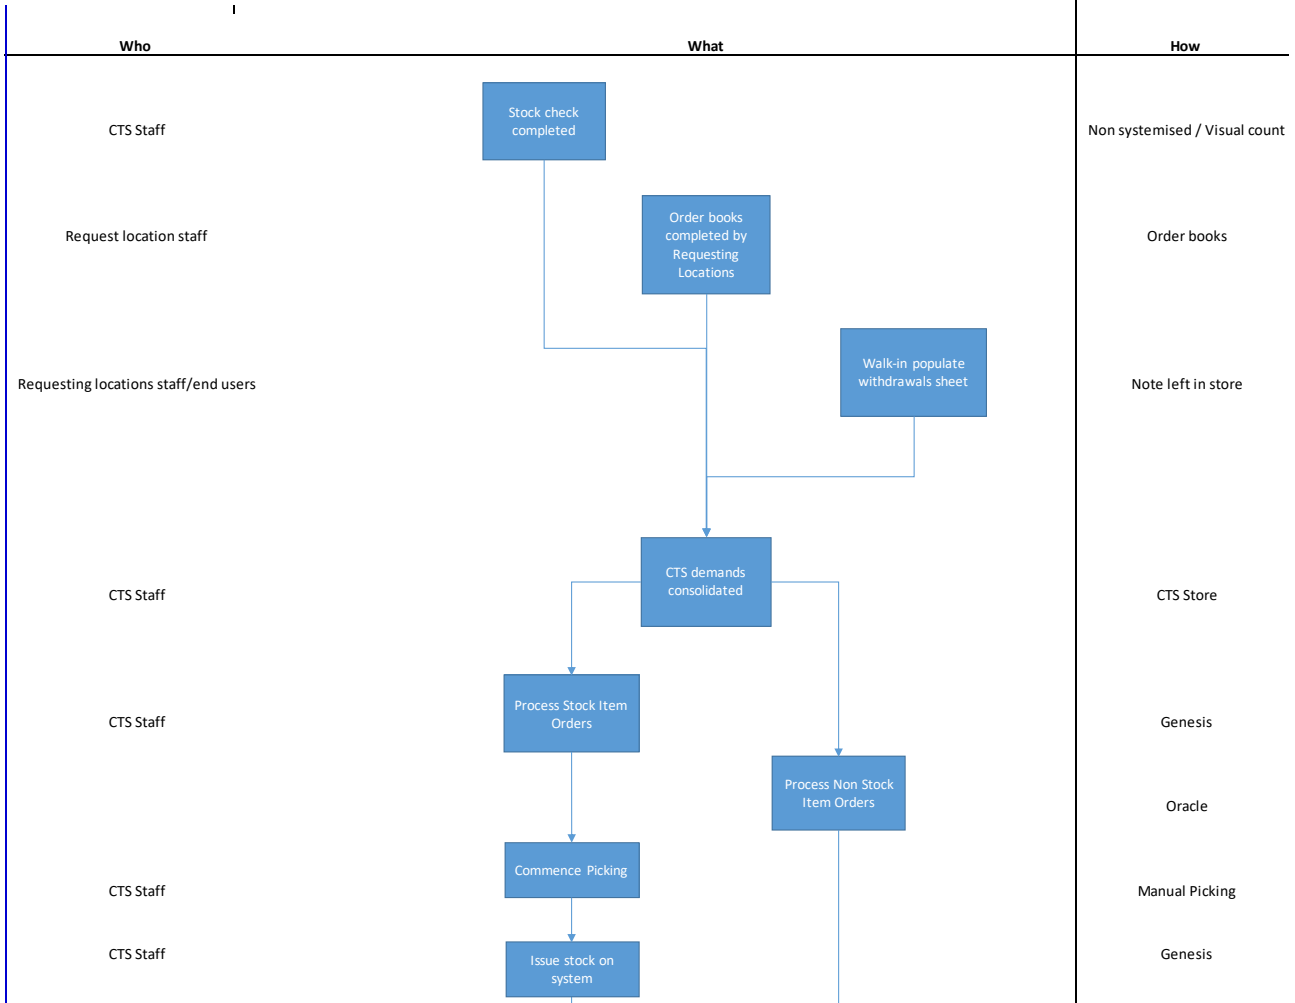 Who
What
How
CTS Staff
Stock check
completed
Non systemised / Visual count
Request location staff
Order books
completed by
Requesting
Locations
Order books
Requesting locations staff/end users
Walk-in populate
withdrawals sheet
Note left in store
CTS Staff
CTS demands
consolidated
CTS Store
CTS Staff
Process Stock Item
Orders
Genesis
Process Non Stock
Item Orders
Oracle
CTS Staff
Commence Picking
Manual Picking
CTS Staff
Issue stock on
system
Genesis